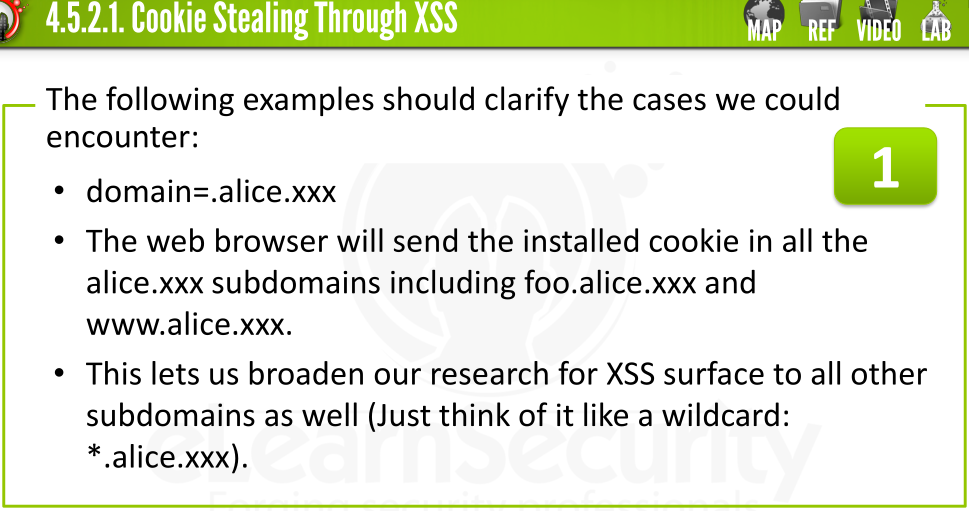 4.5.2.1. Cookie Stealing Through XSS
MAP REF VIDEO LAB
The following examples should clarify the cases we could
encounter:
1
• domain=.alice.xxx
• The web browser will send the installed cookie in all the
alice.xxx subdomains including foo.alice.xxx and
www.alice.xxx.
• This lets us broaden our research for XSS surface to all other
subdomains as well (Just think of it like a wildcard:
*.alice.xxx).
eLearnSecurity
Forging security professionals